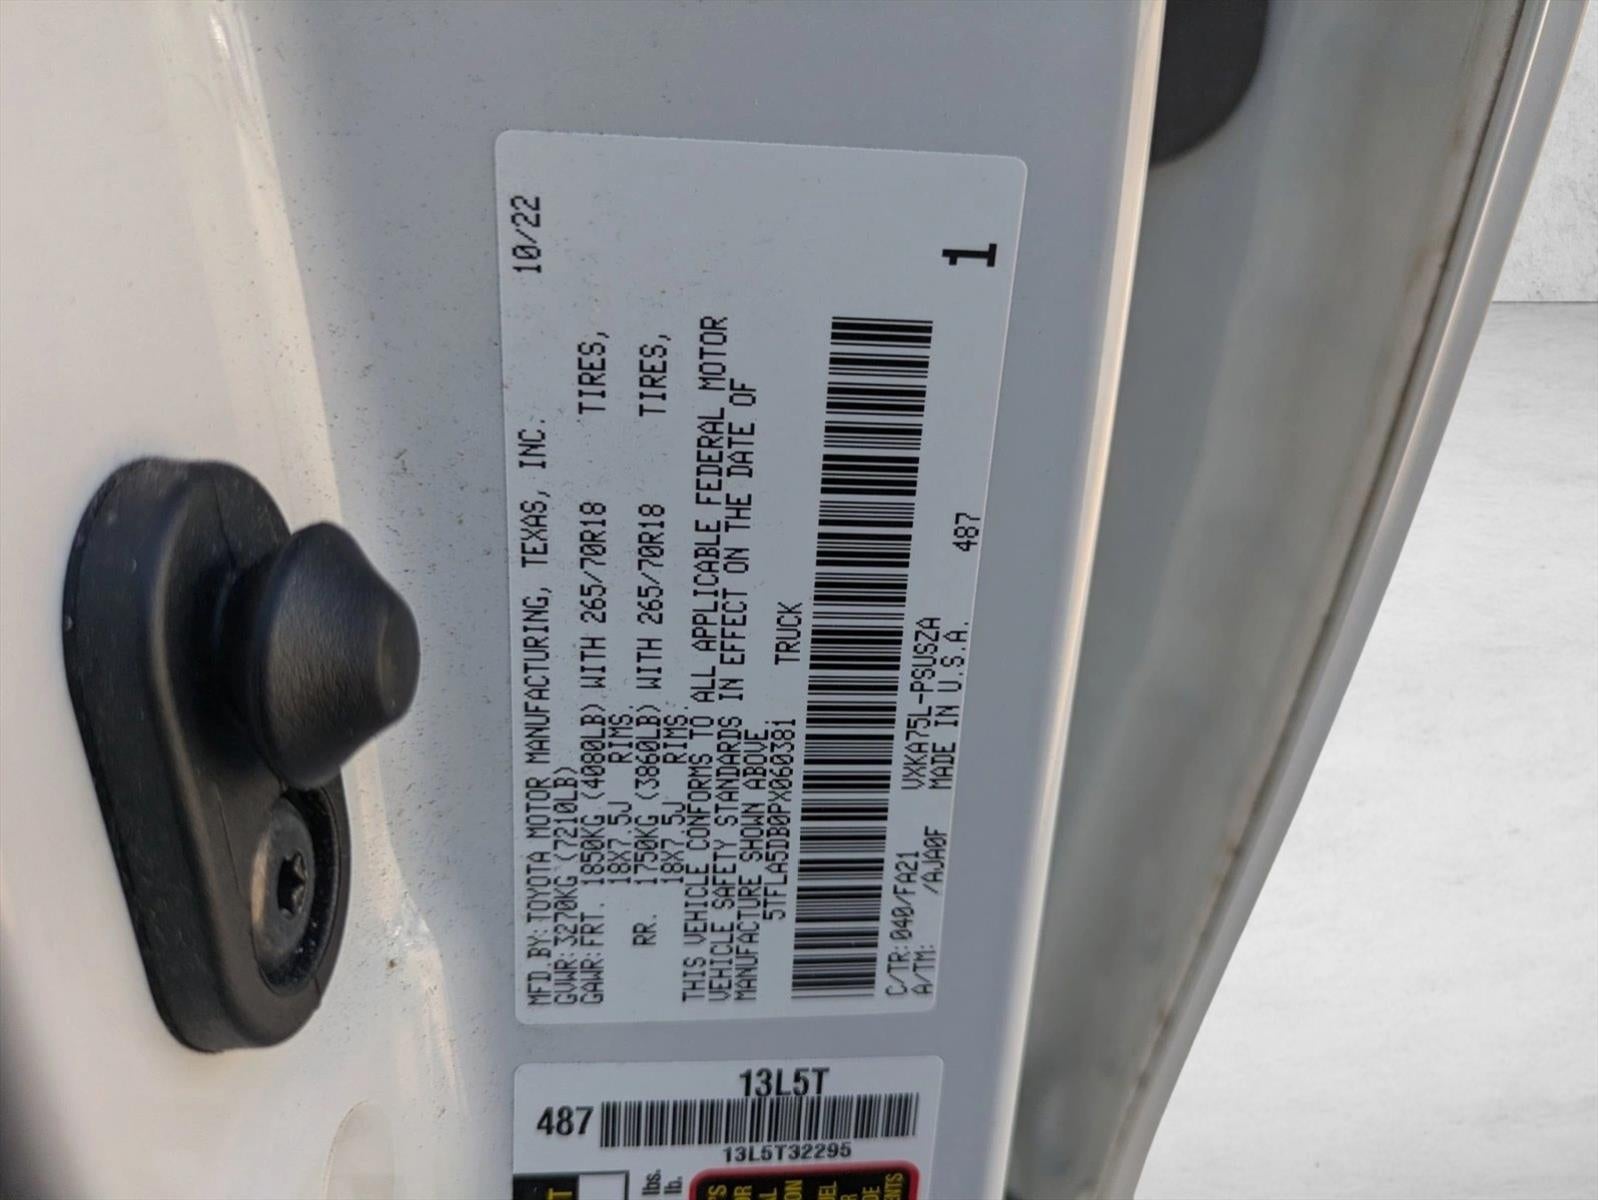 MFD.BY: TOYOTA MOTOR MANUFACTURING, TEXAS, INC. 10/22
GVWR: 3270KG (7210LB)
GAWR: FRT. 1850KG (4080LB) WITH 265/70R18 TIRES,
18X7.5J RIMS
RR. 1750KG (3860LB) WITH 265/70R18 TIRES,
18X7.5J RIMS.
THIS VEHICLE CONFORMS TO ALL APPLICABLE FEDERAL MOTOR
VEHICLE SAFETY STANDARDS IN EFFECT ON THE DATE OF
MANUFACTURE SHOWN ABOVE.
5TFLA5DB0PX060381 TRUCK
C/TR: 040/FA21 VXKA75L-PSUSZA 487
A/TM: /AJA0F MADE IN U.S.A.
1
13L5T
487
13L5T32295
lbs.
lb.